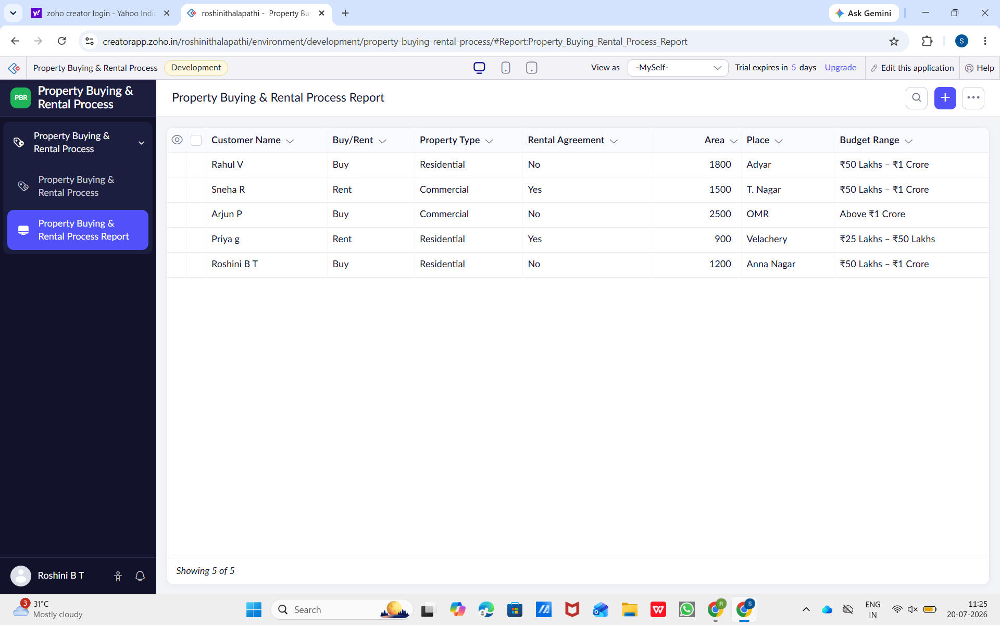 zoho creator login - Yahoo Indi
roshinithalapathi - Property Bu
Ask Gemini
creatorapp.zoho.in/roshinithalapathi/environment/development/property-buying-rental-process/#Report:Property_Buying_Rental_Process_Report
S
Property Buying & Rental Process
Development
View as
-MySelf-
Trial expires in 5 days
Upgrade
Edit this application
Help
PBR
Property Buying &
Rental Process
Property Buying &
Rental Process
Property Buying &
Rental Process
Property Buying &
Rental Process Report
Property Buying & Rental Process Report
Customer Name Buy/Rent Property Type Rental Agreement Area Place Budget Range
Rahul V Buy Residential No 1800 Adyar ₹50 Lakhs – ₹1 Crore
Sneha R Rent Commercial Yes 1500 T. Nagar ₹50 Lakhs – ₹1 Crore
Arjun P Buy Commercial No 2500 OMR Above ₹1 Crore
Priya g Rent Residential Yes 900 Velachery ₹25 Lakhs – ₹50 Lakhs
Roshini B T Buy Residential No 1200 Anna Nagar ₹50 Lakhs – ₹1 Crore
Showing 5 of 5
Roshini B T
3
31°C
Mostly cloudy
Search
W
R
S
ENG
IN
11:25
20-07-2026